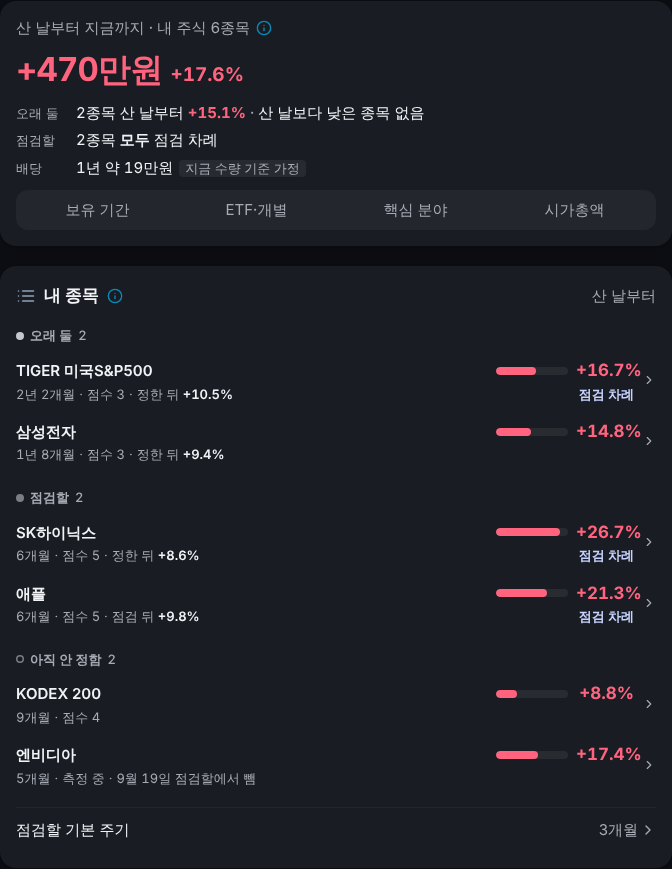 산 날부터 지금까지 · 내 주식 6종목
+470만원 +17.6%
오래 둘 2종목 산 날부터 +15.1% · 산 날보다 낮은 종목 없음
점검할 2종목 모두 점검 차례
배당 1년 약 19만원 지금 수량 기준 가정
보유 기간 ETF·개별 핵심 분야 시가총액
내 종목 산 날부터
오래 둘 2
TIGER 미국S&P500 +16.7%
2년 2개월 · 점수 3 · 정한 뒤 +10.5% 점검 차례
삼성전자 +14.8%
1년 8개월 · 점수 3 · 정한 뒤 +9.4%
점검할 2
SK하이닉스 +26.7%
6개월 · 점수 5 · 정한 뒤 +8.6% 점검 차례
애플 +21.3%
6개월 · 점수 5 · 점검 뒤 +9.8% 점검 차례
아직 안 정함 2
KODEX 200 +8.8%
9개월 · 점수 4
엔비디아 +17.4%
5개월 · 측정 중 · 9월 19일 점검할에서 뺌
점검할 기본 주기 3개월